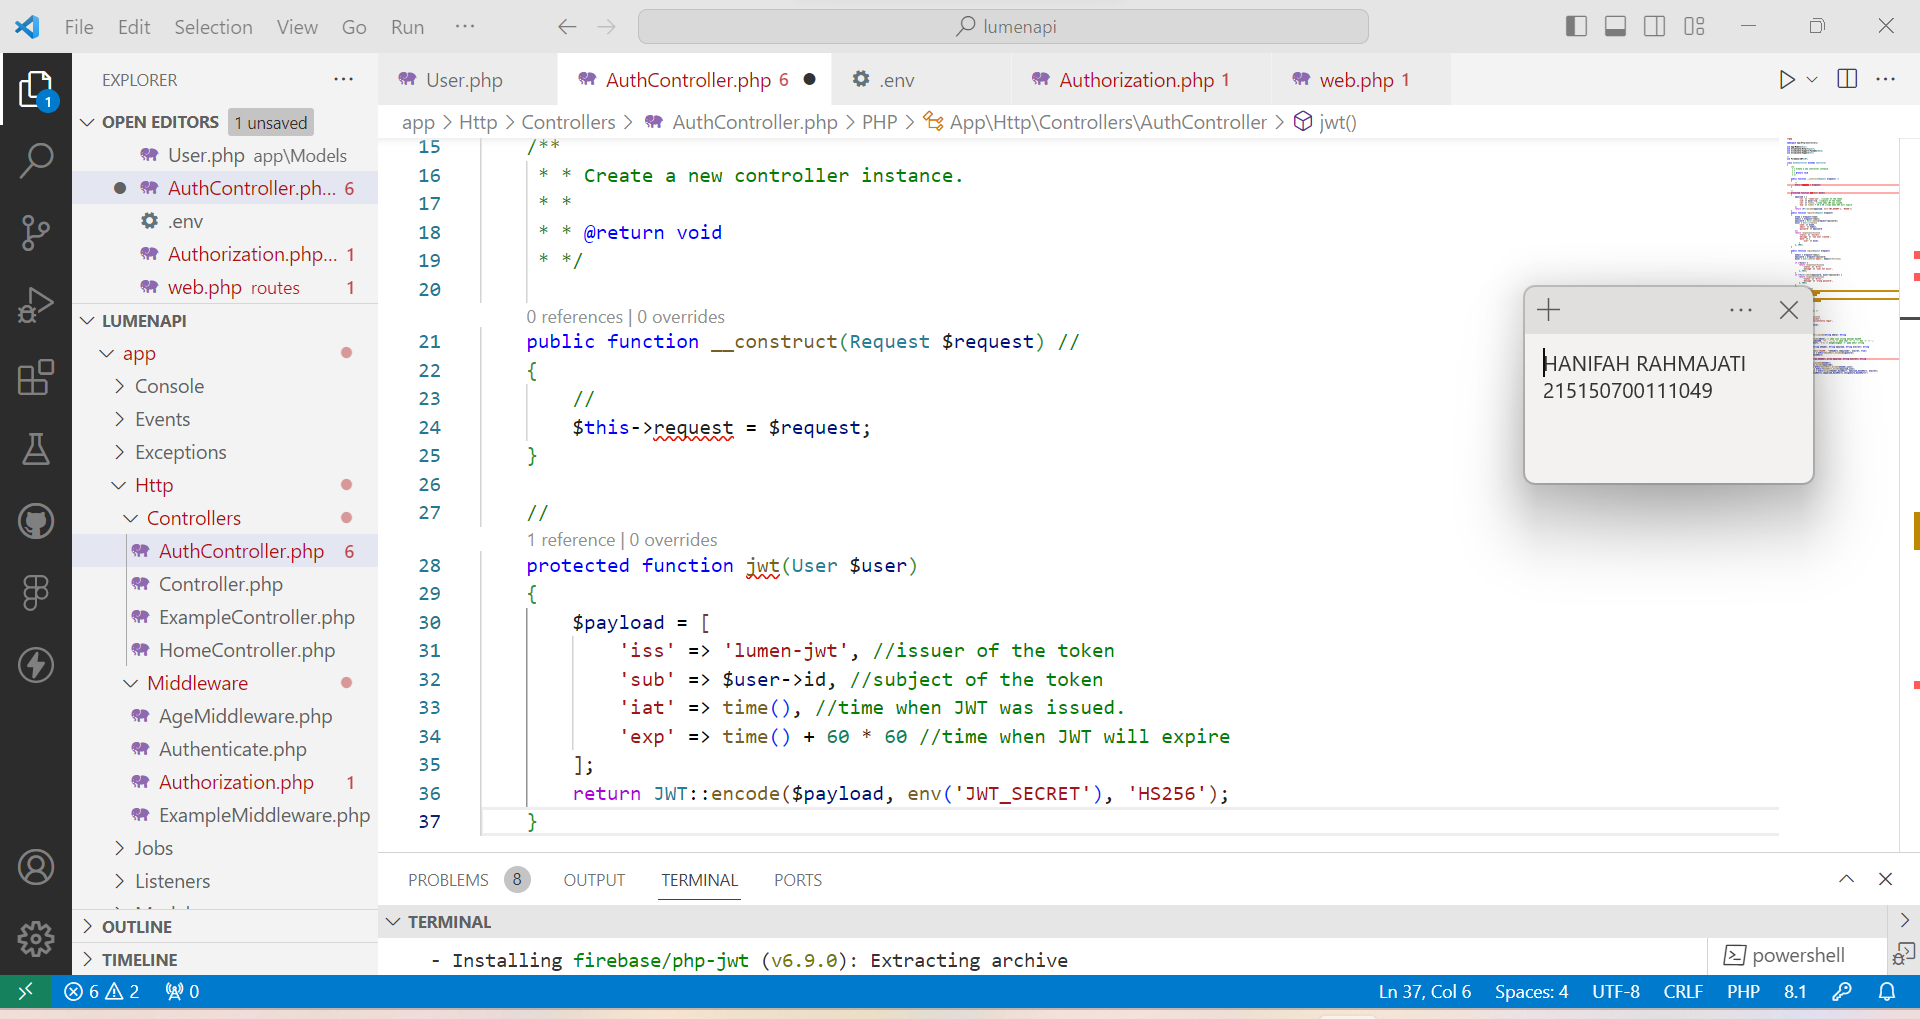 File Edit Selection View Go Run ··· lumenapi
EXPLORER ···
OPEN EDITORS 1 unsaved
User.php app\Models
AuthController.ph... 6
.env
Authorization.php... 1
web.php routes 1
LUMENAPI
app
Console
Events
Exceptions
Http
Controllers
AuthController.php 6
Controller.php
ExampleController.php
HomeController.php
Middleware
AgeMiddleware.php
Authenticate.php
Authorization.php 1
ExampleMiddleware.php
Jobs
Listeners
OUTLINE
TIMELINE
1
User.php AuthController.php 6 .env Authorization.php 1 web.php 1
app > Http > Controllers > AuthController.php > PHP > App\Http\Controllers\AuthController > jwt()
15 /**
16 * * Create a new controller instance.
17 * *
18 * * @return void
19 * */
20
0 references | 0 overrides
21 public function __construct(Request $request) //
22 {
23 //
24 $this->request = $request;
25 }
26
27 //
1 reference | 0 overrides
28 protected function jwt(User $user)
29 {
30 $payload = [
31 'iss' => 'lumen-jwt', //issuer of the token
32 'sub' => $user->id, //subject of the token
33 'iat' => time(), //time when JWT was issued.
34 'exp' => time() + 60 * 60 //time when JWT will expire
35 ];
36 return JWT::encode($payload, env('JWT_SECRET'), 'HS256');
37 }
HANIFAH RAHMAJATI
215150700111049
PROBLEMS 8 OUTPUT TERMINAL PORTS
TERMINAL
- Installing firebase/php-jwt (v6.9.0): Extracting archive
powershell
6 2 0 Ln 37, Col 6 Spaces: 4 UTF-8 CRLF PHP 8.1